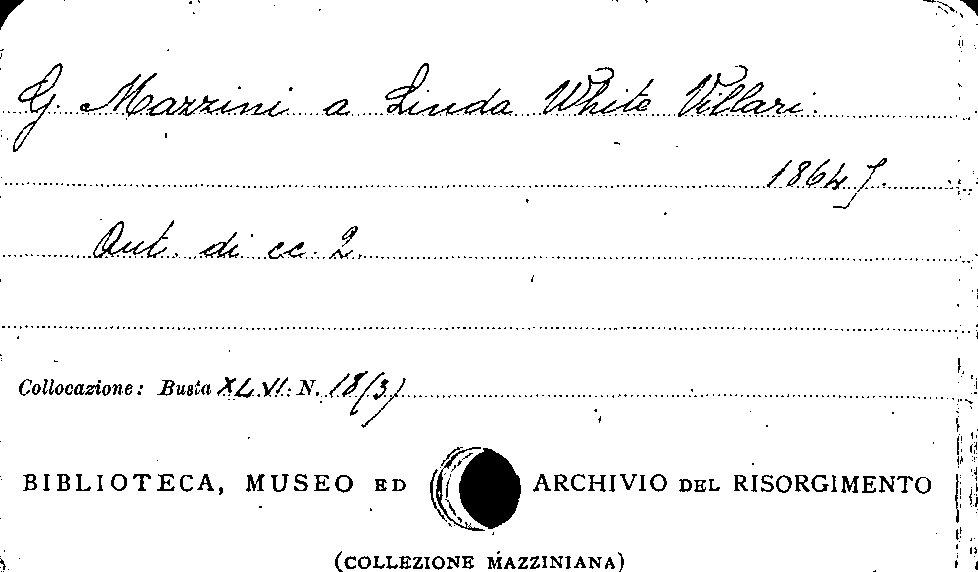 G. Mazzini a Linda White Villari.
1864].
Aut. di cc. 2.
Collocazione: Busta XLVI. N. 18(3)
BIBLIOTECA, MUSEO ED ARCHIVIO DEL RISORGIMENTO
(COLLEZIONE MAZZINIANA)